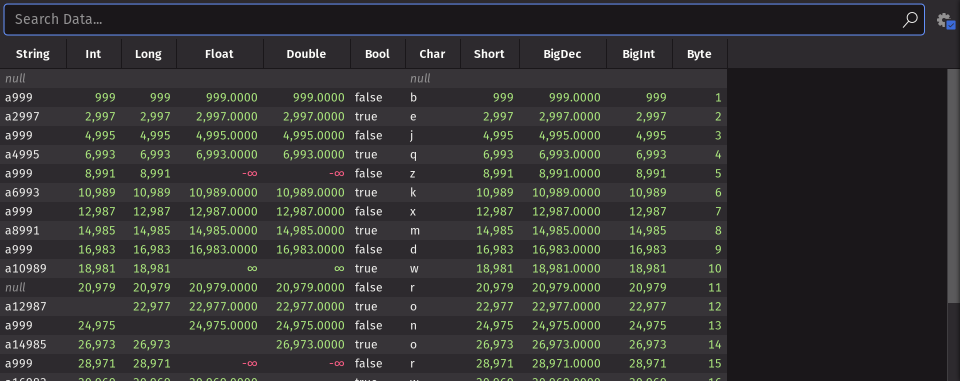 Search Data...
String Int Long Float Double Bool Char Short BigDec BigInt Byte
null null
a999 999 999 999.0000 999.0000 false b 999 999.0000 999 1
a2997 2,997 2,997 2,997.0000 2,997.0000 true e 2,997 2,997.0000 2,997 2
a999 4,995 4,995 4,995.0000 4,995.0000 false j 4,995 4,995.0000 4,995 3
a4995 6,993 6,993 6,993.0000 6,993.0000 true q 6,993 6,993.0000 6,993 4
a999 8,991 8,991 -∞ -∞ false z 8,991 8,991.0000 8,991 5
a6993 10,989 10,989 10,989.0000 10,989.0000 true k 10,989 10,989.0000 10,989 6
a999 12,987 12,987 12,987.0000 12,987.0000 false x 12,987 12,987.0000 12,987 7
a8991 14,985 14,985 14,985.0000 14,985.0000 true m 14,985 14,985.0000 14,985 8
a999 16,983 16,983 16,983.0000 16,983.0000 false d 16,983 16,983.0000 16,983 9
a10989 18,981 18,981 ∞ ∞ true w 18,981 18,981.0000 18,981 10
null 20,979 20,979 20,979.0000 20,979.0000 false r 20,979 20,979.0000 20,979 11
a12987 22,977 22,977.0000 22,977.0000 true o 22,977 22,977.0000 22,977 12
a999 24,975 24,975.0000 24,975.0000 false n 24,975 24,975.0000 24,975 13
a14985 26,973 26,973 26,973.0000 true o 26,973 26,973.0000 26,973 14
a999 28,971 28,971 -∞ -∞ false r 28,971 28,971.0000 28,971 15